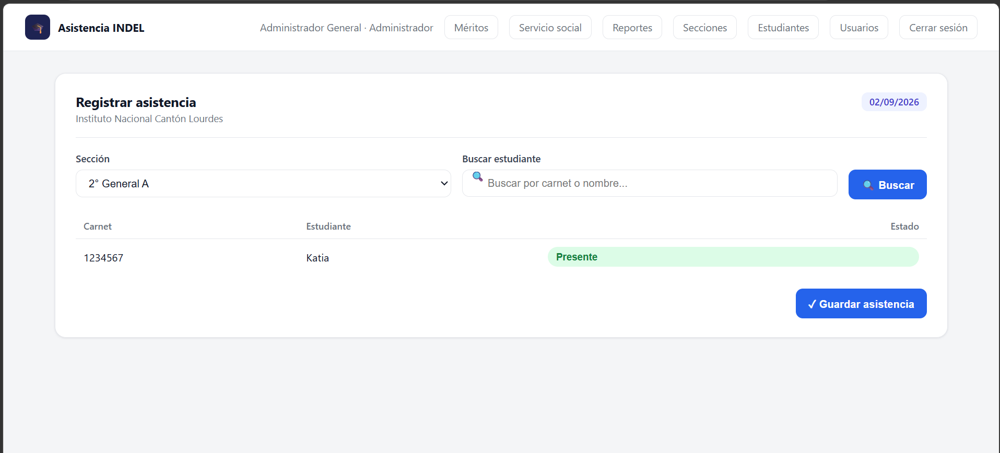 Asistencia INDEL
Administrador General · Administrador
Méritos
Servicio social
Reportes
Secciones
Estudiantes
Usuarios
Cerrar sesión
Registrar asistencia
02/09/2026
Instituto Nacional Cantón Lourdes
Sección
Buscar estudiante
2° General A
Buscar por carnet o nombre...
Buscar
Carnet
Estudiante
Estado
1234567
Katia
Presente
✓ Guardar asistencia